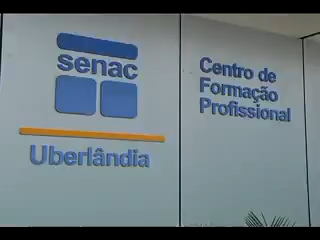 senac
Uberlândia
Centro de
Formação
Profissional